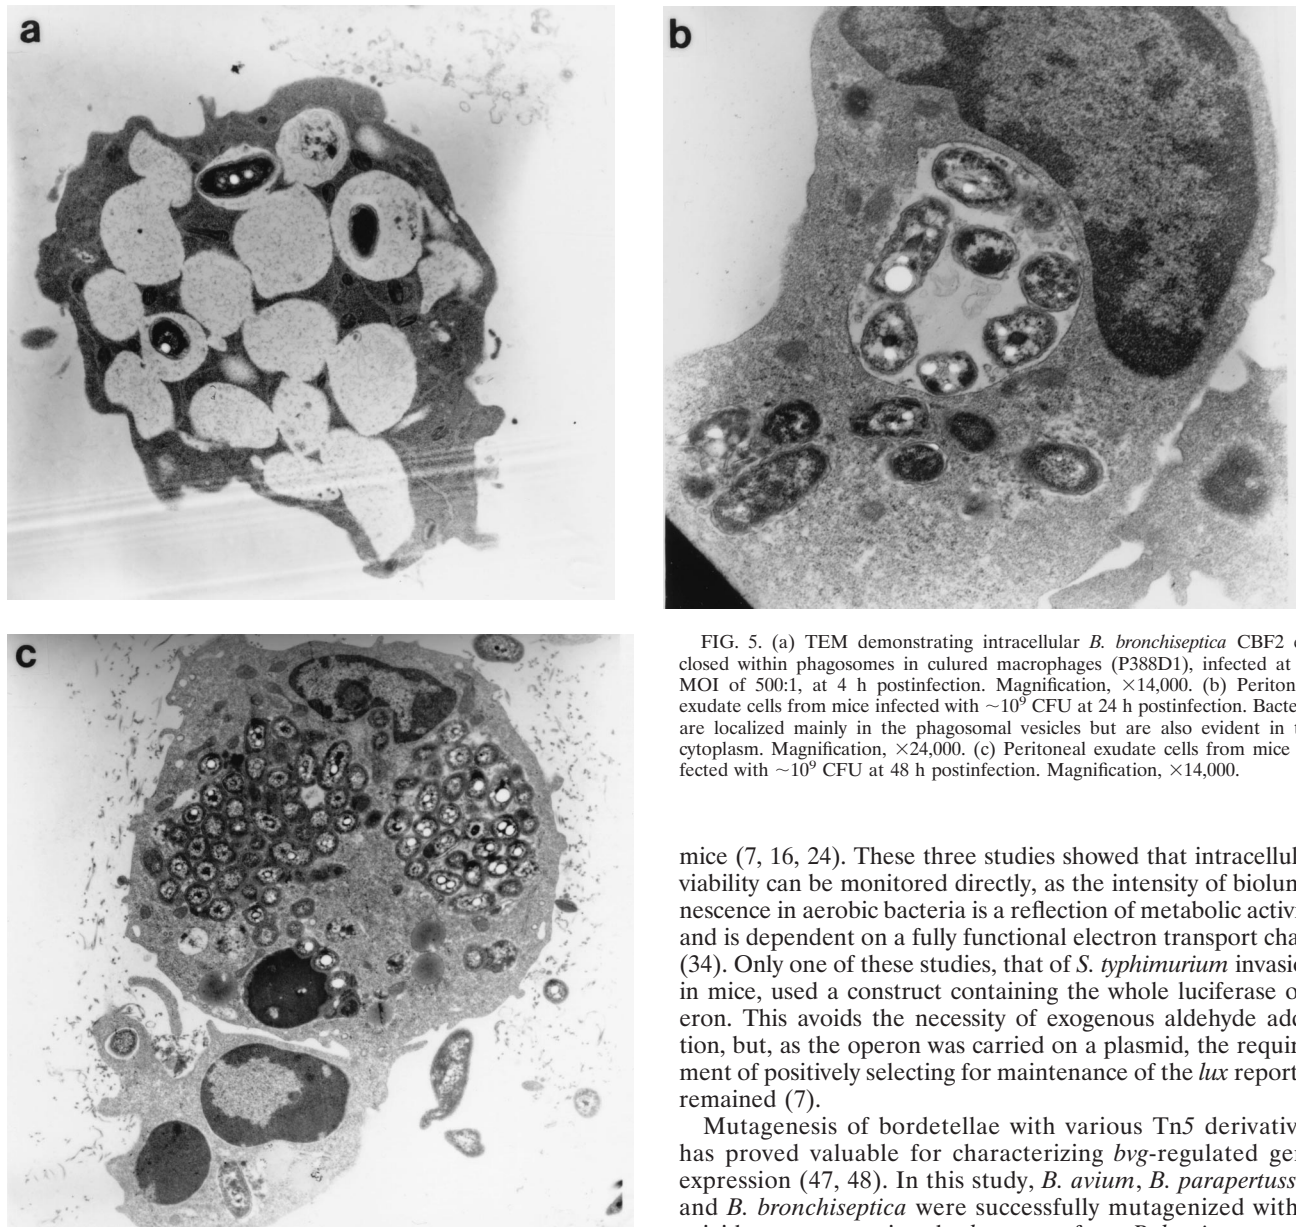 a
b
c
FIG. 5. (a) TEM demonstrating intracellular B. bronchiseptica CBF2
closed within phagosomes in culured macrophages (P388D1), infected at
MOI of 500:1, at 4 h postinfection. Magnification, ×14,000. (b) Periton
exudate cells from mice infected with ~10⁹ CFU at 24 h postinfection. Bacte
are localized mainly in the phagosomal vesicles but are also evident in
cytoplasm. Magnification, ×24,000. (c) Peritoneal exudate cells from mice
fected with ~10⁹ CFU at 48 h postinfection. Magnification, ×14,000.
mice (7, 16, 24). These three studies showed that intracellul
viability can be monitored directly, as the intensity of biolum
nescence in aerobic bacteria is a reflection of metabolic activi
and is dependent on a fully functional electron transport cha
(34). Only one of these studies, that of S. typhimurium invasio
in mice, used a construct containing the whole luciferase o
eron. This avoids the necessity of exogenous aldehyde add
tion, but, as the operon was carried on a plasmid, the requir
ment of positively selecting for maintenance of the lux report
remained (7).
Mutagenesis of bordetellae with various Tn5 derivativ
has proved valuable for characterizing bvg-regulated ge
expression (47, 48). In this study, B. avium, B. parapertuss
and B. bronchiseptica were successfully mutagenized with